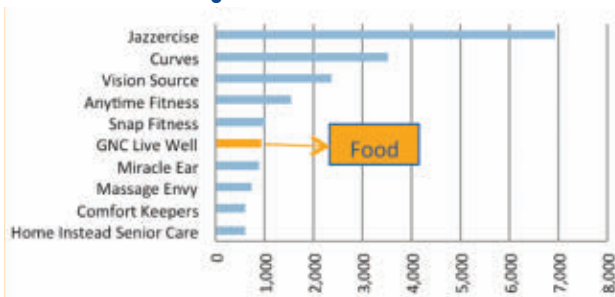 Jazzercise
Curves
Vision Source
Anytime Fitness
Snap Fitness
GNC Live Well
Food
Miracle Ear
Massage Envy
Comfort Keepers
Home Instead Senior Care
0
1,000
2,000
3,000
4,000
5,000
6,000
7,000
8,000